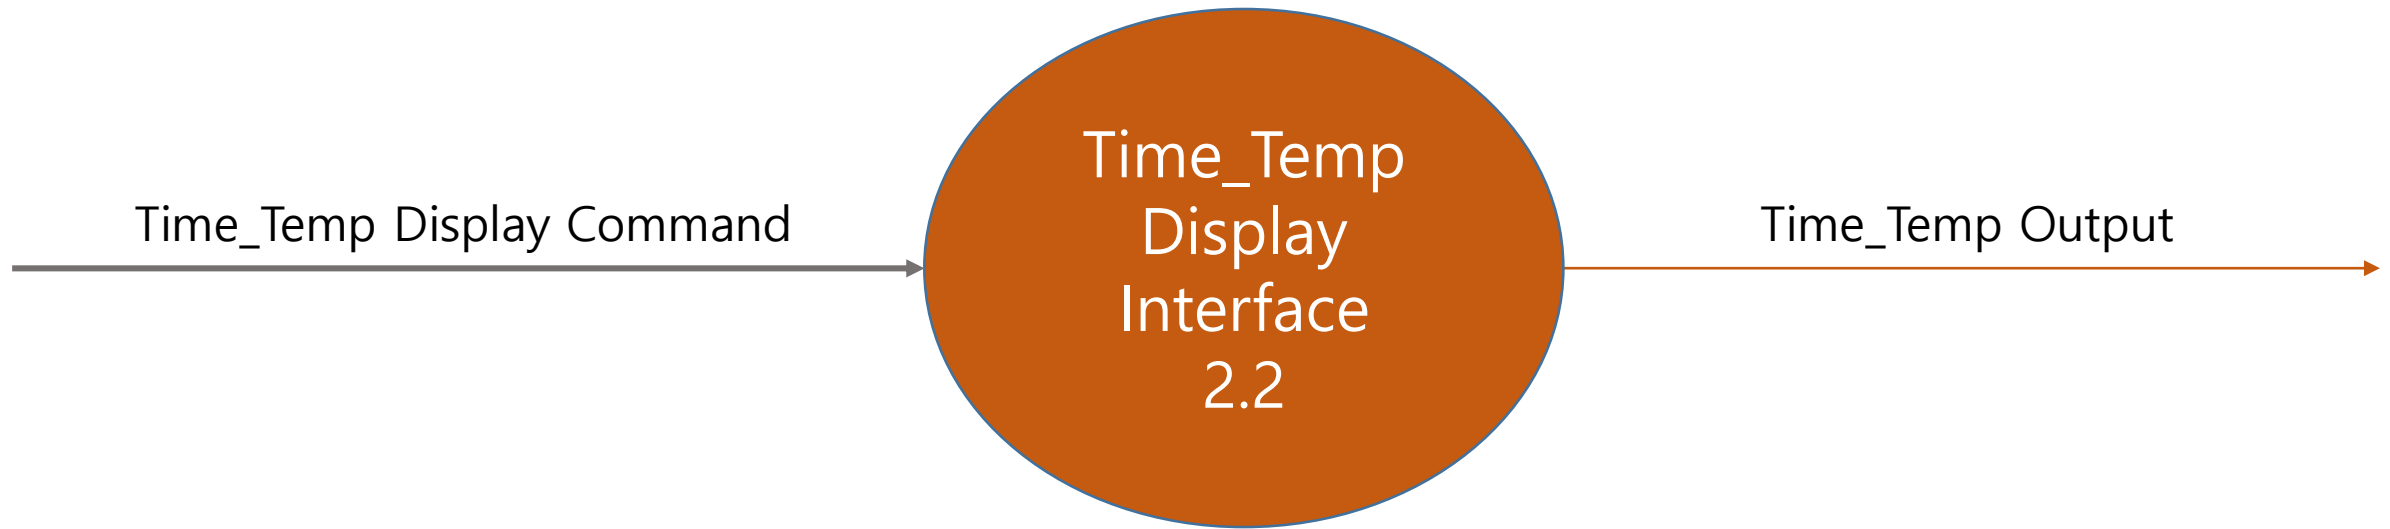 Time_Temp Display Command
Time_Temp
Display
Interface
2.2
Time_Temp Output